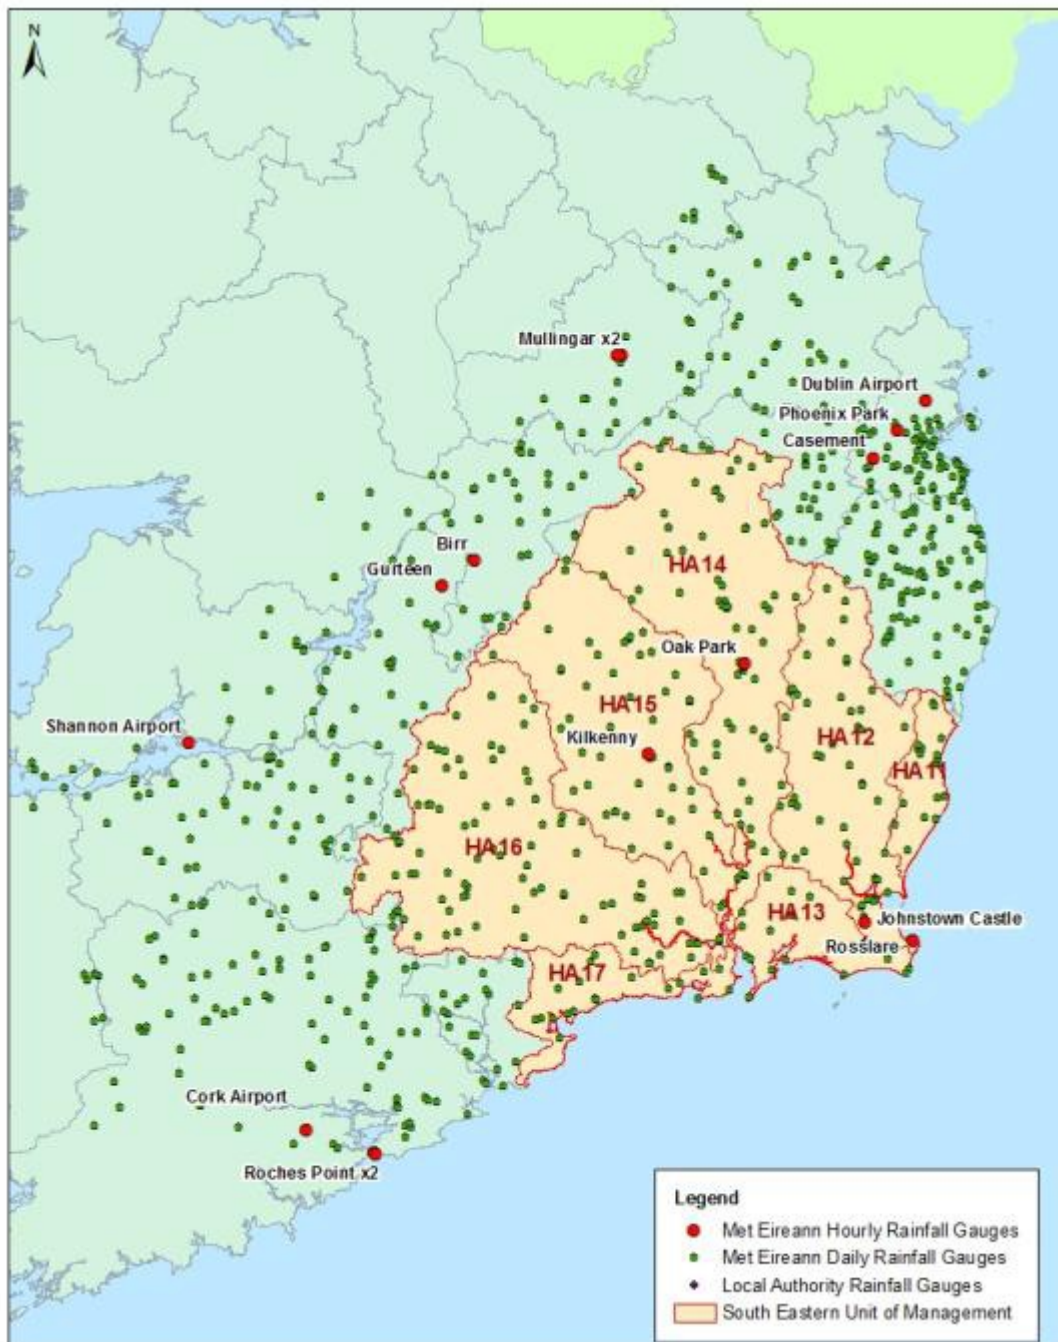 N
Mullingar x2
Dublin Airport
Phoenix Park
Casement
Birr
Gurteen
HA14
Oak Park
HA15
Shannon Airport
Kilkenny
HA12
HA11
HA16
HA13
Johnstown Castle
Rosslare
HA17
Cork Airport
Roches Point x2
Legend
Met Eireann Hourly Rainfall Gauges
Met Eireann Daily Rainfall Gauges
Local Authority Rainfall Gauges
South Eastern Unit of Management